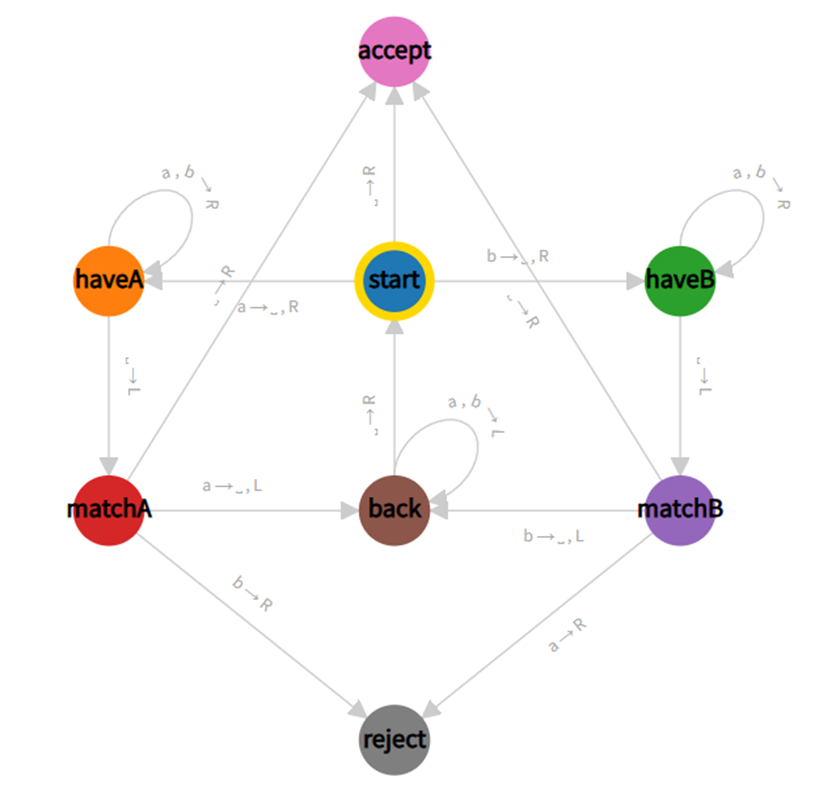 accept
a,b→R
␣→R
a,b→R
haveA
␣→R
start
b→␣,R
haveB
a→␣,R
␣→R
␣→L
␣→L
␣→R
a,b→L
matchA
a→␣,L
back
b→␣,L
matchB
b→R
a→R
reject